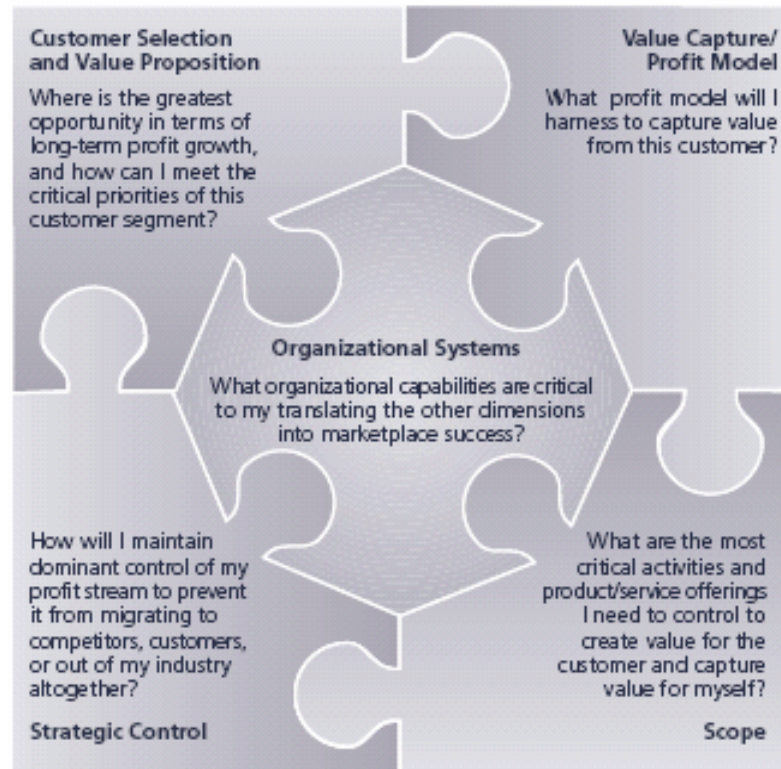 Customer Selection
and Value Proposition
Where is the greatest
opportunity in terms of
long-term profit growth,
and how can I meet the
critical priorities of this
customer segment?
Value Capture/
Profit Model
What profit model will I
harness to capture value
from this customer?
Organizational Systems
What organizational capabilities are critical
to my translating the other dimensions
into marketplace success?
How will I maintain
dominant control of my
profit stream to prevent
it from migrating to
competitors, customers,
or out of my industry
altogether?
Strategic Control
What are the most
critical activities and
product/service offerings
I need to control to
create value for the
customer and capture
value for myself?
Scope